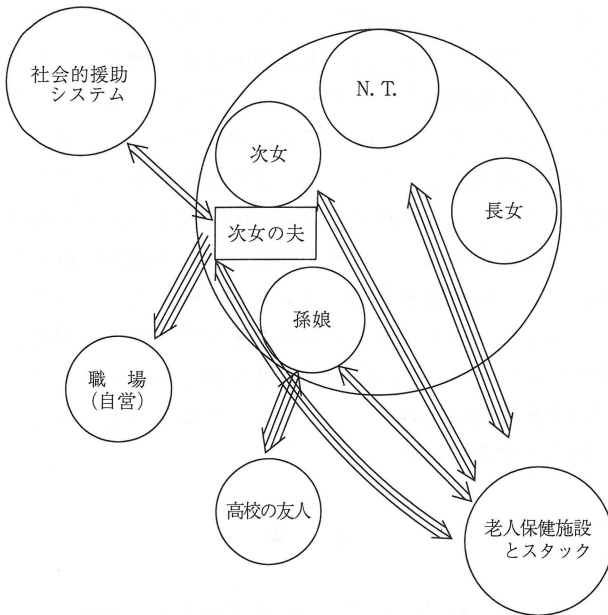 社会的援助
システム
N. T.
次女
長女
次女の夫
孫娘
職 場
(自営)
高校の友人
老人保健施設
とスタック